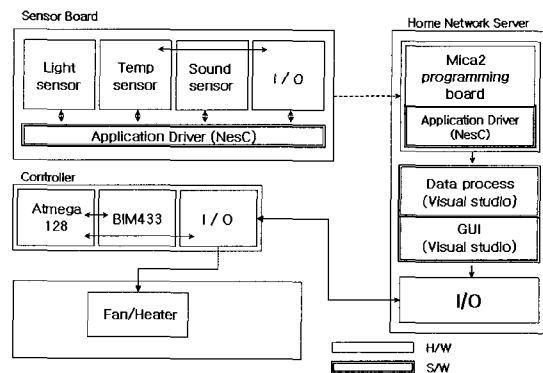 Sensor Board
Light
sensor
Temp
sensor
Sound
sensor
I / O
Application Driver (NesC)
Controller
Atmega
128
BIM433
I / O
Fan/Heater
Home Network Server
Mica2
programming
board
Application Driver
(NesC)
Data process
(Visual studio)
GUI
(Visual studio)
I/O
H/W
S/W